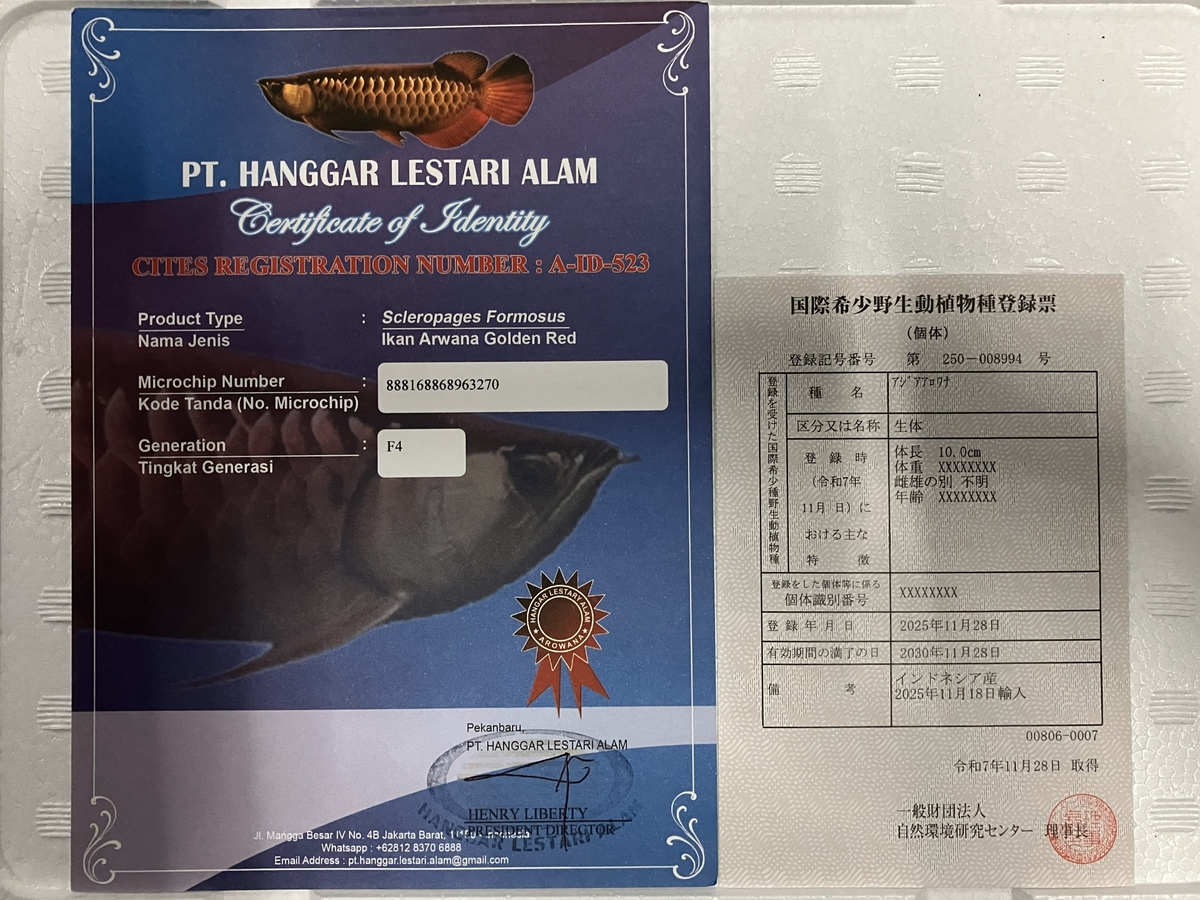 PT. HANGGAR LESTARI ALAM
Certificate of Identity
CITES REGISTRATION NUMBER : A-ID-523
Product Type : Scleropages Formosus
Nama Jenis Ikan Arwana Golden Red
Microchip Number : 888168868963270
Kode Tanda (No. Microchip)
Generation : F4
Tingkat Generasi
HANGGAR LESTARY ALAM
AROWANA
Pekanbaru,
PT. HANGGAR LESTARI ALAM
HENRY LIBERTY
PRESIDENT DIRECTOR
Jl. Mangga Besar IV No. 4B Jakarta Barat,
Whatsapp : +62812 8370 6888
Email Address : pt.hanggar.lestari.alam@gmail.com
国際希少野生動植物種登録票
(個体)
登録記号番号 第 250-008994 号
登録を受けた国際希少野生動植物種
種名 アジアアロワナ
区分又は名称 生体
登録時
(令和7年
11月 日)に
おける主な
特徴
体長 10.0cm
体重 XXXXXXXX
雌雄の別 不明
年齢 XXXXXXXX
登録をした個体等に係る
個体識別番号 XXXXXXXX
登録年月日 2025年11月28日
有効期間の満了の日 2030年11月28日
備考 インドネシア産
2025年11月18日輸入
00806-0007
令和7年11月28日 取得
一般財団法人
自然環境研究センター 理事長